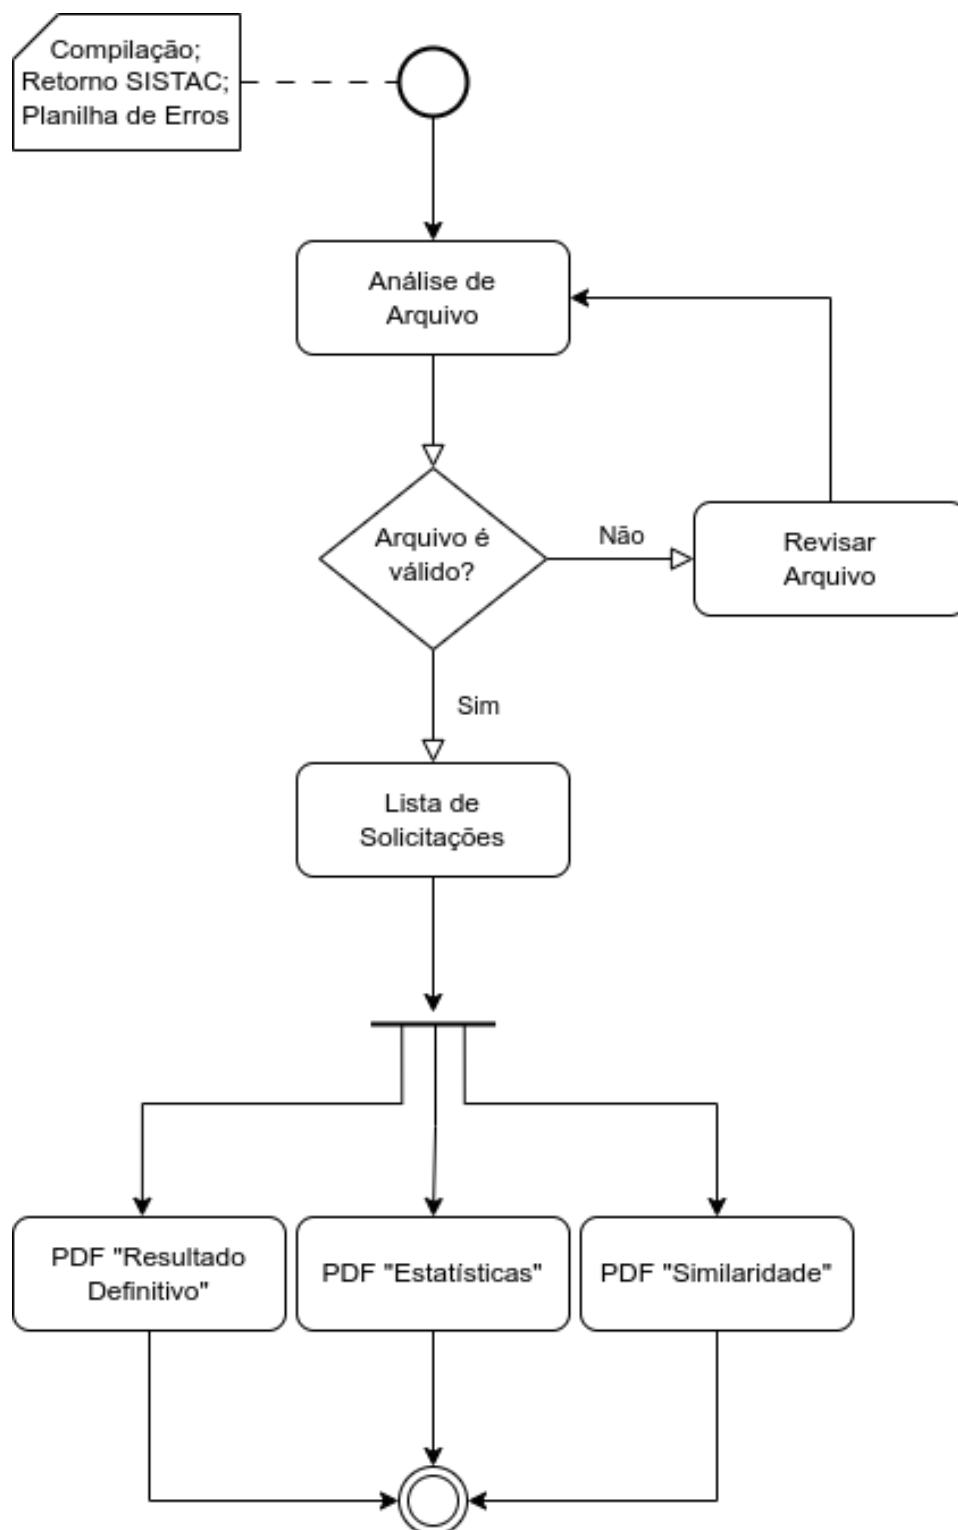 Compilação;
Retorno SISTAC;
Planilha de Erros
Análise de
Arquivo
Arquivo é
válido?
Não
Revisar
Arquivo
Sim
Lista de
Solicitações
PDF "Resultado
Definitivo"
PDF "Estatísticas"
PDF "Similaridade"